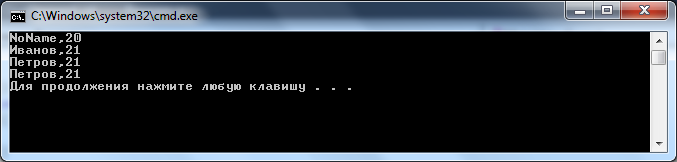 C:\Windows\system32\cmd.exe
NoName,20
Иванов,21
Петров,21
Петров,21
Для продолжения нажмите любую клавишу . . .